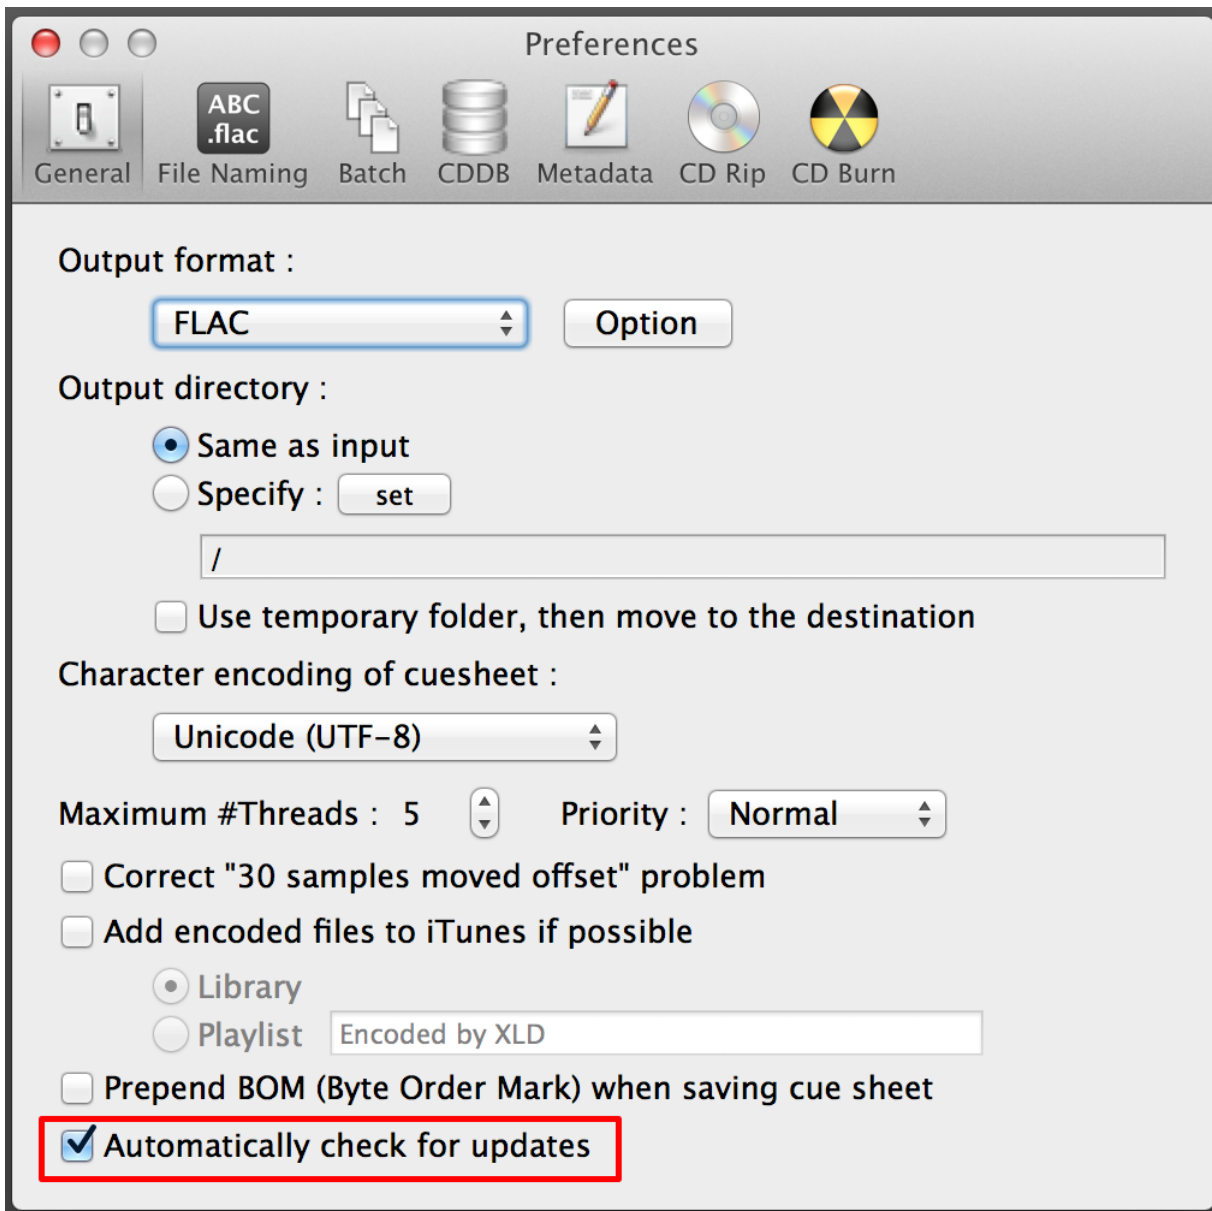 Preferences
ABC
.flac
General File Naming Batch CDDB Metadata CD Rip CD Burn
Output format :
FLAC Option
Output directory :
Same as input
Specify : set
/
Use temporary folder, then move to the destination
Character encoding of cuesheet :
Unicode (UTF-8)
Maximum #Threads : 5 Priority : Normal
Correct "30 samples moved offset" problem
Add encoded files to iTunes if possible
Library
Playlist Encoded by XLD
Prepend BOM (Byte Order Mark) when saving cue sheet
Automatically check for updates